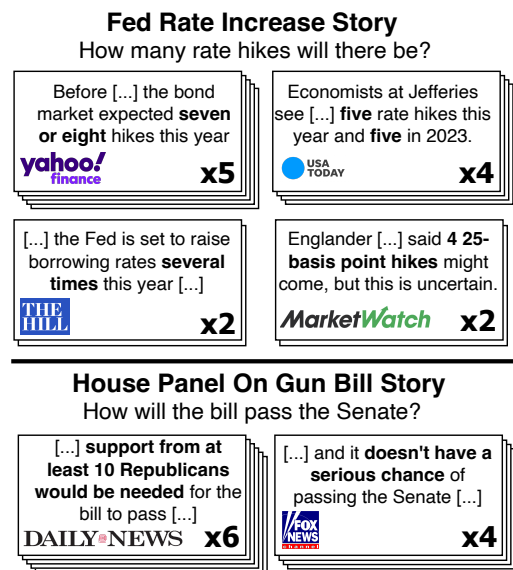 Fed Rate Increase Story
How many rate hikes will there be?
Before [...] the bond
market expected seven
or eight hikes this year
yahoo!
finance
x5
Economists at Jefferies
see [...] five rate hikes this
year and five in 2023.
USA
TODAY
x4
[...] the Fed is set to raise
borrowing rates several
times this year [...]
THE
HILL
x2
Englander [...] said 4 25-
basis point hikes might
come, but this is uncertain.
MarketWatch
x2
House Panel On Gun Bill Story
How will the bill pass the Senate?
[...] support from at
least 10 Republicans
would be needed for the
bill to pass [...]
DAILY NEWS
x6
[...] and it doesn't have a
serious chance of
passing the Senate [...]
FOX
NEWS
channel
x4